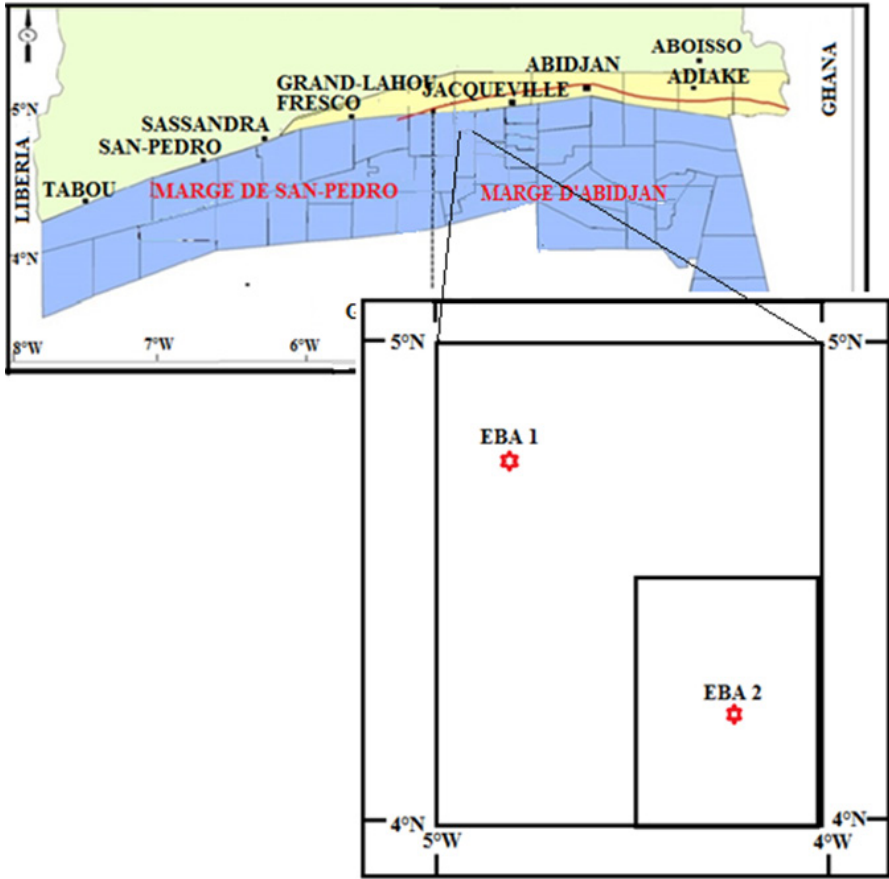 ABOISSO
ABIDJAN
ADIAKE
GRAND-LAHOU
JACQUEVILLE
FRESCO
GHANA
5°N
SASSANDRA
SAN-PEDRO
LIBERIA
TABOU
MARGE DE SAN-PEDRO
MARGE D'ABIDJAN
4°N
G
8°W
7°W
6°W
5°N
5°N
EBA 1
EBA 2
4°N
4°N
5°W
4°W